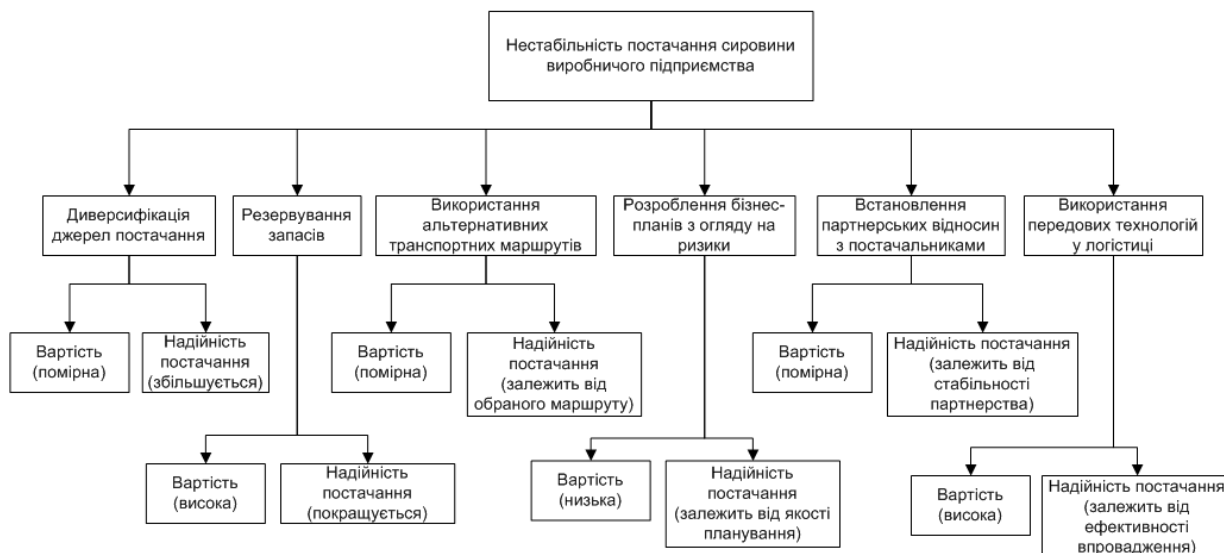 Нестабільність постачання сировини
виробничого підприємства
Диверсифікація
джерел постачання
Резервування
запасів
Використання
альтернативних
транспортних маршрутів
Розроблення бізнес-
планів з огляду на
ризики
Встановлення
партнерських відносин
з постачальниками
Використання
передових технологій
у логістиці
Вартість
(помірна)
Надійність
постачання
(збільшується)
Вартість
(помірна)
Надійність
постачання
(залежить від
обраного маршруту)
Вартість
(помірна)
Надійність постачання
(залежить від
стабільності
партнерства)
Вартість
(висока)
Надійність
постачання
(покращується)
Вартість
(низька)
Надійність
постачання
(залежить від якості
планування)
Вартість
(висока)
Надійність постачання
(залежить від
ефективності
впровадження)